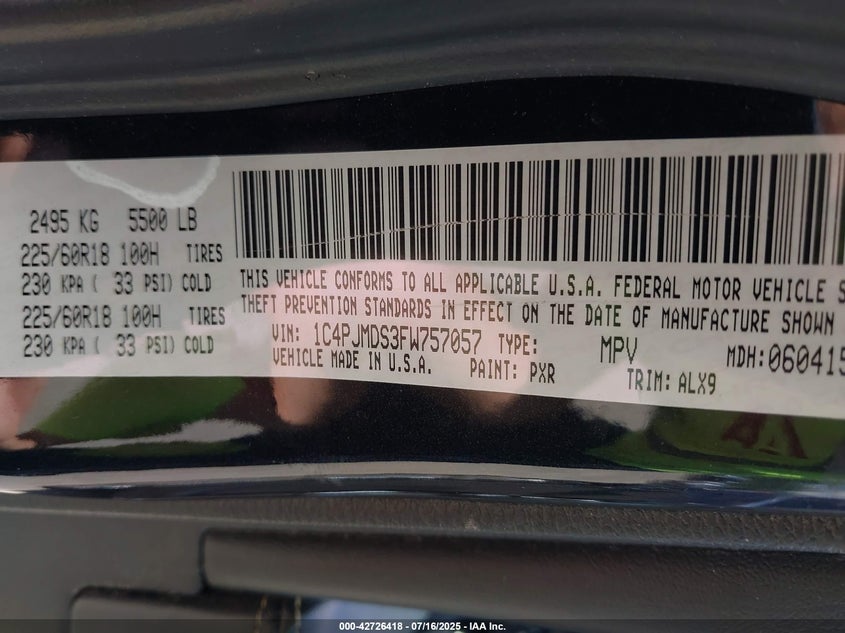 2495 KG 5500 LB
225/60R18 100H TIRES
230 KPA ( 33 PSI) COLD
225/60R18 100H TIRES
230 KPA ( 33 PSI) COLD
THIS VEHICLE CONFORMS TO ALL APPLICABLE U.S.A. FEDERAL MOTOR VEHICLE S
THEFT PREVENTION STANDARDS IN EFFECT ON THE DATE OF MANUFACTURE SHOWN
VIN: 1C4PJMDS3FW757057 TYPE: MPV MDH:060415
VEHICLE MADE IN U.S.A. PAINT: PXR TRIM: ALX9
000-42726418 - 07/16/2025 - IAA Inc.